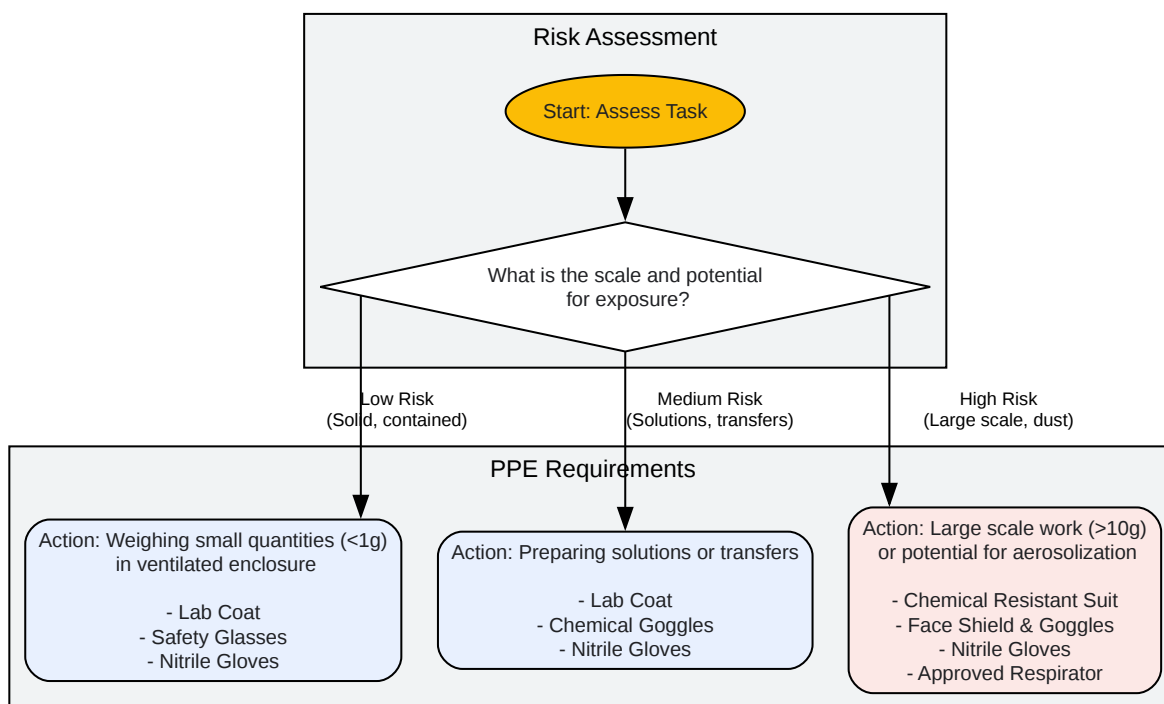 Risk Assessment
Start: Assess Task
What is the scale and potential
for exposure?
Low Risk
(Solid, contained)
Medium Risk
(Solutions, transfers)
High Risk
(Large scale, dust)
PPE Requirements
Action: Weighing small quantities (<1g)
in ventilated enclosure
- Lab Coat
- Safety Glasses
- Nitrile Gloves
Action: Preparing solutions or transfers
- Lab Coat
- Chemical Goggles
- Nitrile Gloves
Action: Large scale work (>10g)
or potential for aerosolization
- Chemical Resistant Suit
- Face Shield & Goggles
- Nitrile Gloves
- Approved Respirator